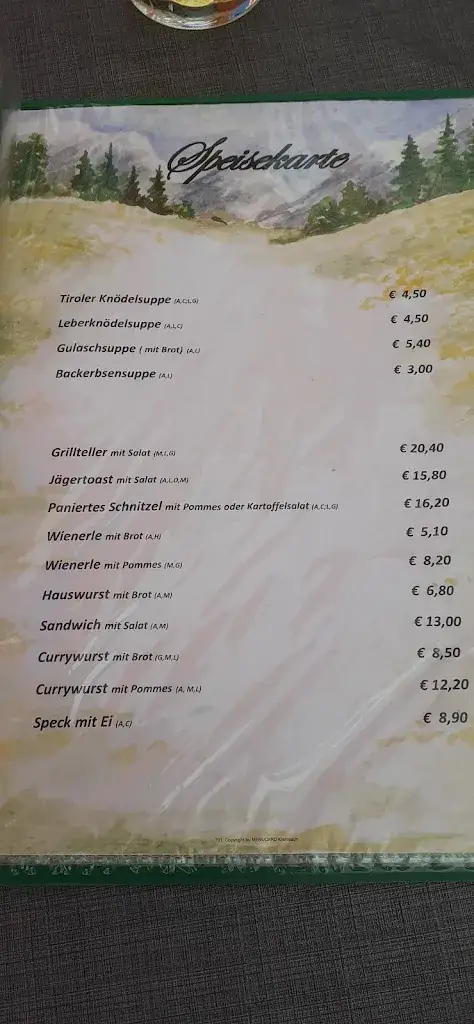 Speisekarte
Tiroler Knödelsuppe (A,C,L,G) € 4,50
Leberknödelsuppe (A,L,C) € 4,50
Gulaschsuppe ( mit Brot) (A,L) € 5,40
Backerbsensuppe (A,L) € 3,00
Grillteller mit Salat (M,L,G) € 20,40
Jägertoast mit Salat (A,L,O,M) € 15,80
Paniertes Schnitzel mit Pommes oder Kartoffelsalat (A,C,L,G) € 16,20
Wienerle mit Brot (A,H) € 5,10
Wienerle mit Pommes (M,G) € 8,20
Hauswurst mit Brot (A,M) € 6,80
Sandwich mit Salat (A,M) € 13,00
Currywurst mit Brot (G,M,L) € 8,50
Currywurst mit Pommes (A, M,L) € 12,20
Speck mit Ei (A,C) € 8,90
Copyright by MENUCARD